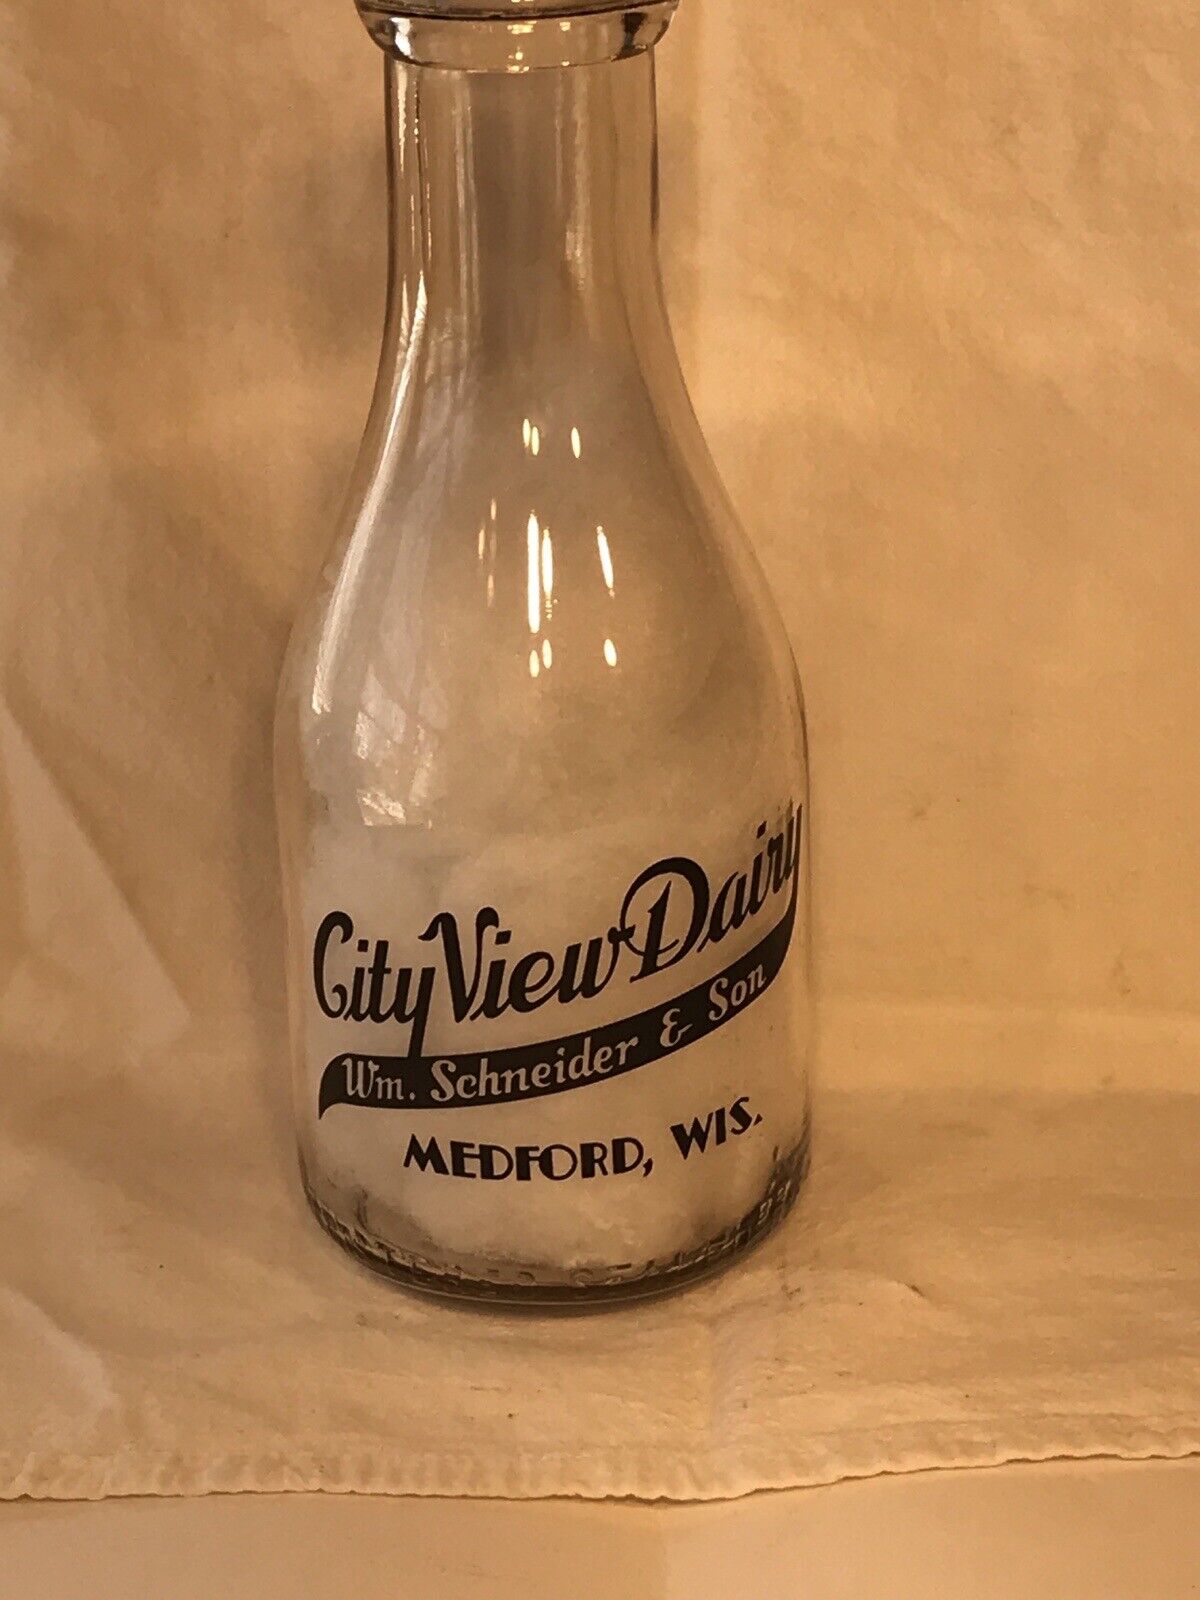 City View Dairy
Wm. Schneider & Son
MEDFORD, WIS.